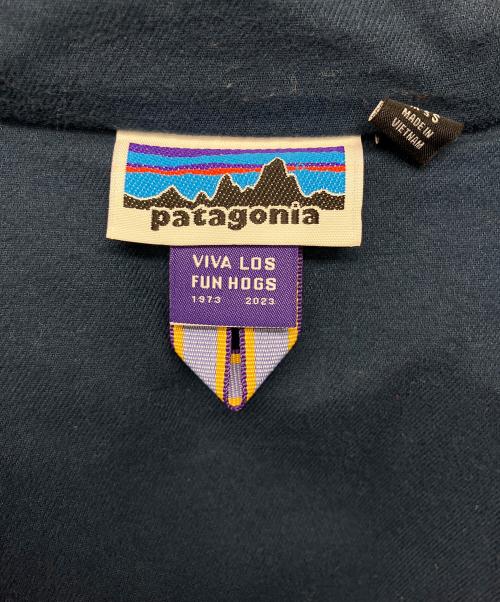 S
MADE IN
VIETNAM
patagonia
VIVA LOS
FUN HOGS
1973 2023